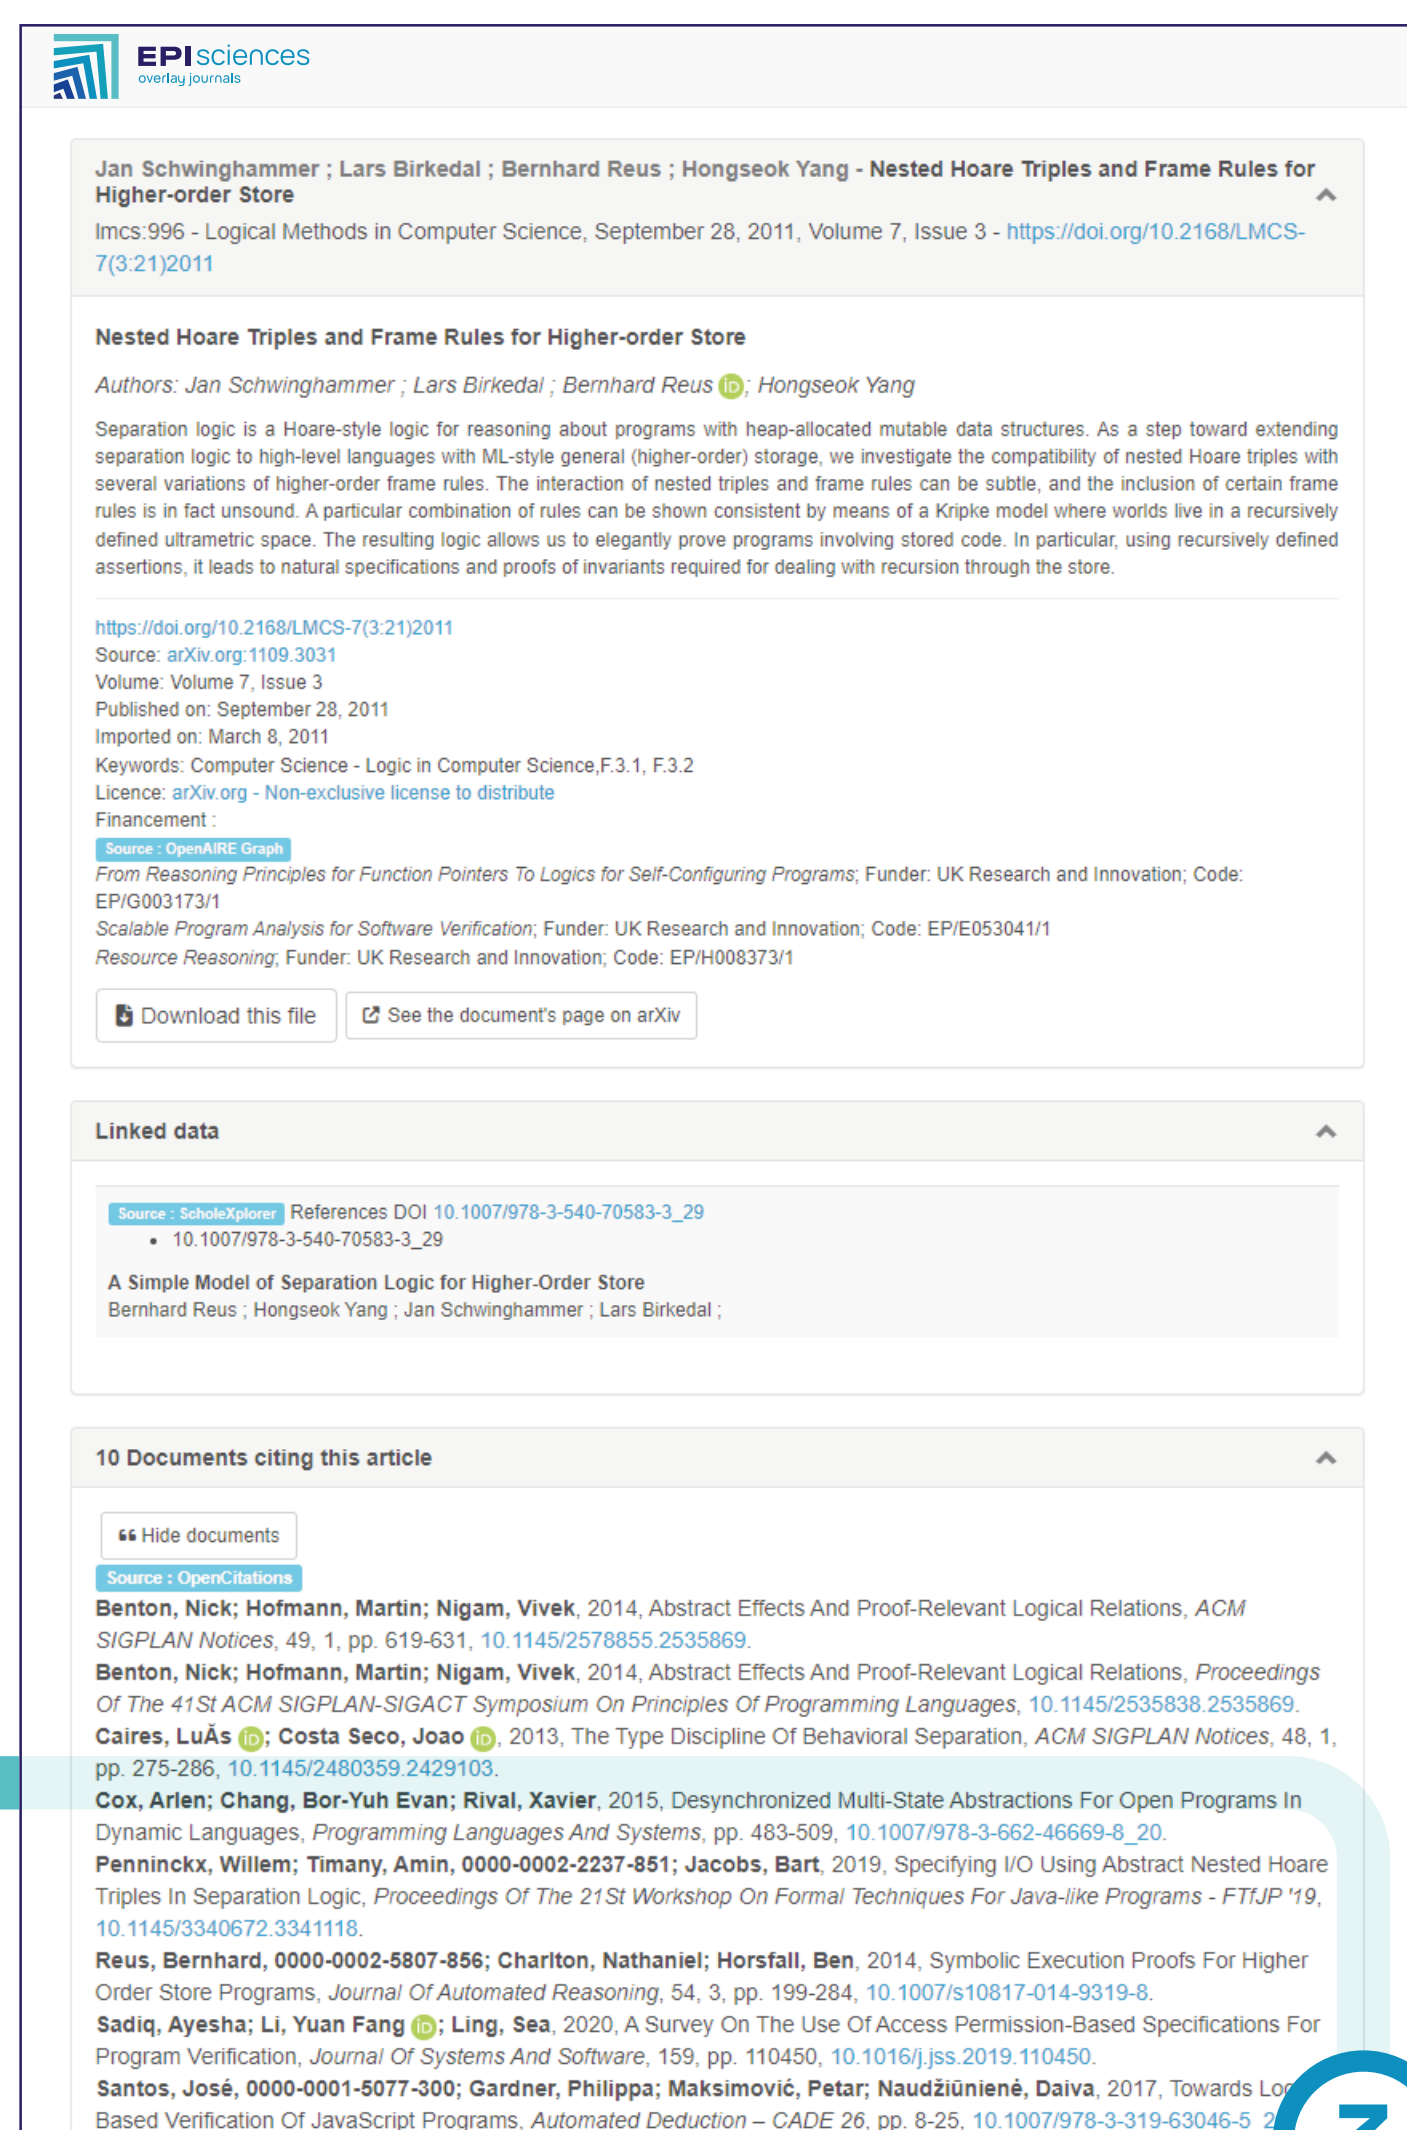 EPIsciences
overlay journals
Jan Schwinghammer ; Lars Birkedal ; Bernhard Reus ; Hongseok Yang - Nested Hoare Triples and Frame Rules for
Higher-order Store
lmcs:996 - Logical Methods in Computer Science, September 28, 2011, Volume 7, Issue 3 - https://doi.org/10.2168/LMCS-
7(3:21)2011
Nested Hoare Triples and Frame Rules for Higher-order Store
Authors: Jan Schwinghammer ; Lars Birkedal ; Bernhard Reus iD; Hongseok Yang
Separation logic is a Hoare-style logic for reasoning about programs with heap-allocated mutable data structures. As a step toward extending
separation logic to high-level languages with ML-style general (higher-order) storage, we investigate the compatibility of nested Hoare triples with
several variations of higher-order frame rules. The interaction of nested triples and frame rules can be subtle, and the inclusion of certain frame
rules is in fact unsound. A particular combination of rules can be shown consistent by means of a Kripke model where worlds live in a recursively
defined ultrametric space. The resulting logic allows us to elegantly prove programs involving stored code. In particular, using recursively defined
assertions, it leads to natural specifications and proofs of invariants required for dealing with recursion through the store.
https://doi.org/10.2168/LMCS-7(3:21)2011
Source: arXiv.org:1109.3031
Volume: Volume 7, Issue 3
Published on: September 28, 2011
Imported on: March 8, 2011
Keywords: Computer Science - Logic in Computer Science,F.3.1, F.3.2
Licence: arXiv.org - Non-exclusive license to distribute
Financement :
Source : OpenAIRE Graph
From Reasoning Principles for Function Pointers To Logics for Self-Configuring Programs; Funder: UK Research and Innovation; Code:
EP/G003173/1
Scalable Program Analysis for Software Verification; Funder: UK Research and Innovation; Code: EP/E053041/1
Resource Reasoning; Funder: UK Research and Innovation; Code: EP/H008373/1
Download this file
See the document's page on arXiv
Linked data
Source : ScholeXplorer References DOI 10.1007/978-3-540-70583-3_29
• 10.1007/978-3-540-70583-3_29
A Simple Model of Separation Logic for Higher-Order Store
Bernhard Reus ; Hongseok Yang ; Jan Schwinghammer ; Lars Birkedal ;
10 Documents citing this article
Hide documents
Source : OpenCitations
Benton, Nick; Hofmann, Martin; Nigam, Vivek, 2014, Abstract Effects And Proof-Relevant Logical Relations, ACM
SIGPLAN Notices, 49, 1, pp. 619-631, 10.1145/2578855.2535869.
Benton, Nick; Hofmann, Martin; Nigam, Vivek, 2014, Abstract Effects And Proof-Relevant Logical Relations, Proceedings
Of The 41St ACM SIGPLAN-SIGACT Symposium On Principles Of Programming Languages, 10.1145/2535838.2535869.
Caires, LuÃs iD; Costa Seco, Joao iD, 2013, The Type Discipline Of Behavioral Separation, ACM SIGPLAN Notices, 48, 1,
pp. 275-286, 10.1145/2480359.2429103.
Cox, Arlen; Chang, Bor-Yuh Evan; Rival, Xavier, 2015, Desynchronized Multi-State Abstractions For Open Programs In
Dynamic Languages, Programming Languages And Systems, pp. 483-509, 10.1007/978-3-662-46669-8_20.
Penninckx, Willem; Timany, Amin, 0000-0002-2237-851; Jacobs, Bart, 2019, Specifying I/O Using Abstract Nested Hoare
Triples In Separation Logic, Proceedings Of The 21St Workshop On Formal Techniques For Java-like Programs - FTfJP '19,
10.1145/3340672.3341118.
Reus, Bernhard, 0000-0002-5807-856; Charlton, Nathaniel; Horsfall, Ben, 2014, Symbolic Execution Proofs For Higher
Order Store Programs, Journal Of Automated Reasoning, 54, 3, pp. 199-284, 10.1007/s10817-014-9319-8.
Sadiq, Ayesha; Li, Yuan Fang iD; Ling, Sea, 2020, A Survey On The Use Of Access Permission-Based Specifications For
Program Verification, Journal Of Systems And Software, 159, pp. 110450, 10.1016/j.jss.2019.110450.
Santos, José, 0000-0001-5077-300; Gardner, Philippa; Maksimović, Petar; Naudžiūnienė, Daiva, 2017, Towards
Based Verification Of JavaScript Programs, Automated Deduction – CADE 26, pp. 8-25, 10.1007/978-3-319-63046-5_2